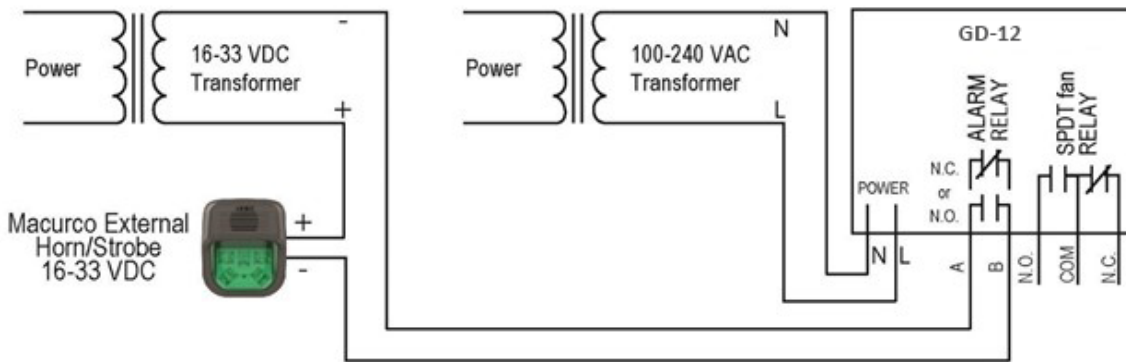 Power
16-33 VDC
Transformer
-
+
Macurco External
Horn/Strobe
16-33 VDC
+
-
Power
100-240 VAC
Transformer
N
L
GD-12
POWER
N L
N.C.
or
N.O.
ALARM
RELAY
SPDT fan
RELAY
A
B
N.O.
COM
N.C.